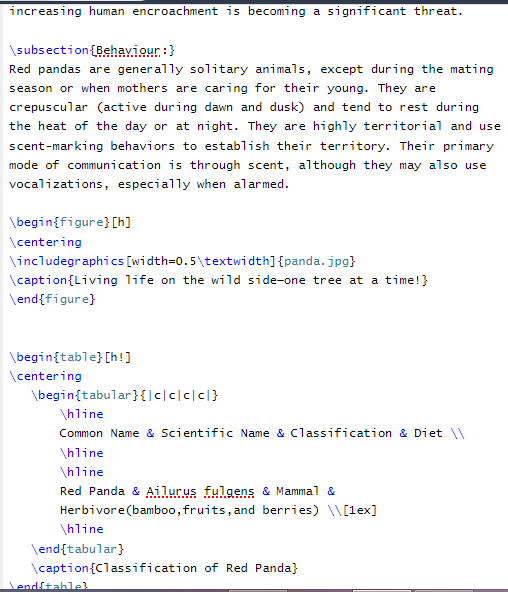 increasing human encroachment is becoming a significant threat.
\subsection{Behaviour:}
Red pandas are generally solitary animals, except during the mating
season or when mothers are caring for their young. They are
crepuscular (active during dawn and dusk) and tend to rest during
the heat of the day or at night. They are highly territorial and use
scent-marking behaviors to establish their territory. Their primary
mode of communication is through scent, although they may also use
vocalizations, especially when alarmed.
\begin{figure}[h]
\centering
\includegraphics[width=0.5\textwidth]{panda.jpg}
\caption{Living life on the wild side—one tree at a time!}
\end{figure}
\begin{table}[h!]
\centering
\begin{tabular}{|c|c|c|c|}
\hline
Common Name & Scientific Name & Classification & Diet \\
\hline
\hline
Red Panda & Ailurus fulgens & Mammal &
Herbivore(bamboo,fruits,and berries) \\[1ex]
\hline
\end{tabular}
\caption{Classification of Red Panda}
\end{table}